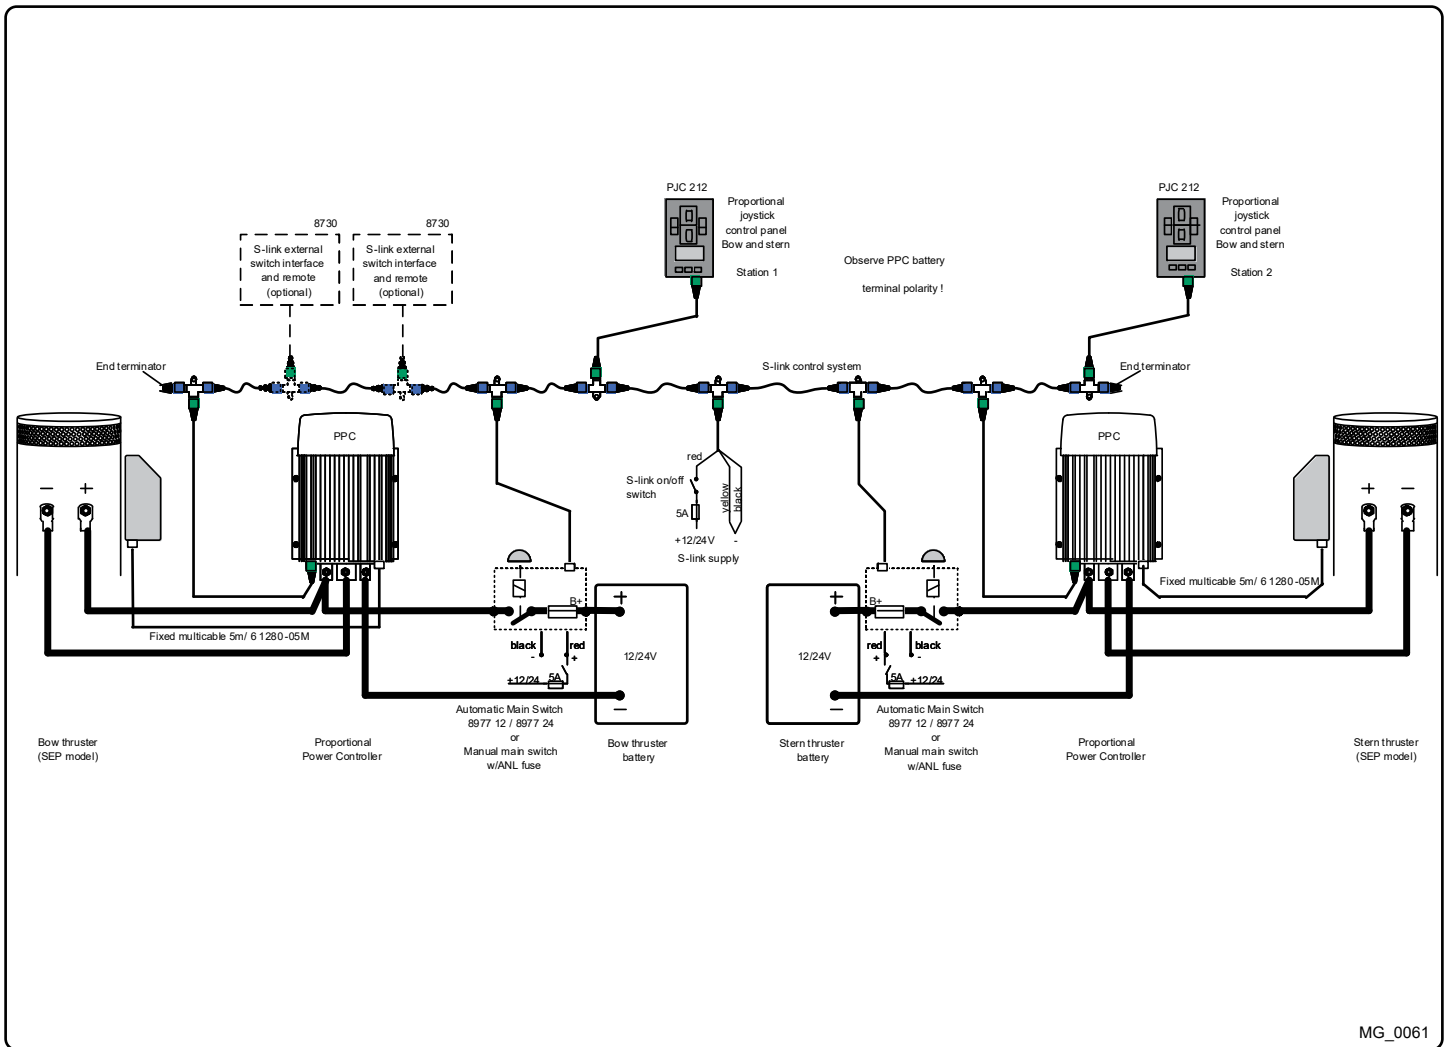 PJC 212
Proportional
joystick
control panel
Bow and stern
Station 1
PJC 212
Proportional
joystick
control panel
Bow and stern
Station 2
8730
S-link external
switch interface
and remote
(optional)
8730
S-link external
switch interface
and remote
(optional)
Observe PPC battery
terminal polarity !
End terminator
S-link control system
End terminator
PPC
PPC
red
yellow
black
S-link on/off
switch
5A
+12/24V
-
S-link supply
− +
+ −
Fixed multicable 5m/ 6 1280-05M
Fixed multicable 5m/ 6 1280-05M
B+
black
-
red
+
+12/24
5A
+
12/24V
−
+
12/24V
−
B+
red
+
black
-
5A
+12/24
Automatic Main Switch
8977 12 / 8977 24
or
Manual main switch
w/ANL fuse
Automatic Main Switch
8977 12 / 8977 24
or
Manual main switch
w/ANL fuse
Bow thruster
(SEP model)
Proportional
Power Controller
Bow thruster
battery
Stern thruster
battery
Proportional
Power Controller
Stern thruster
(SEP model)
MG_0061